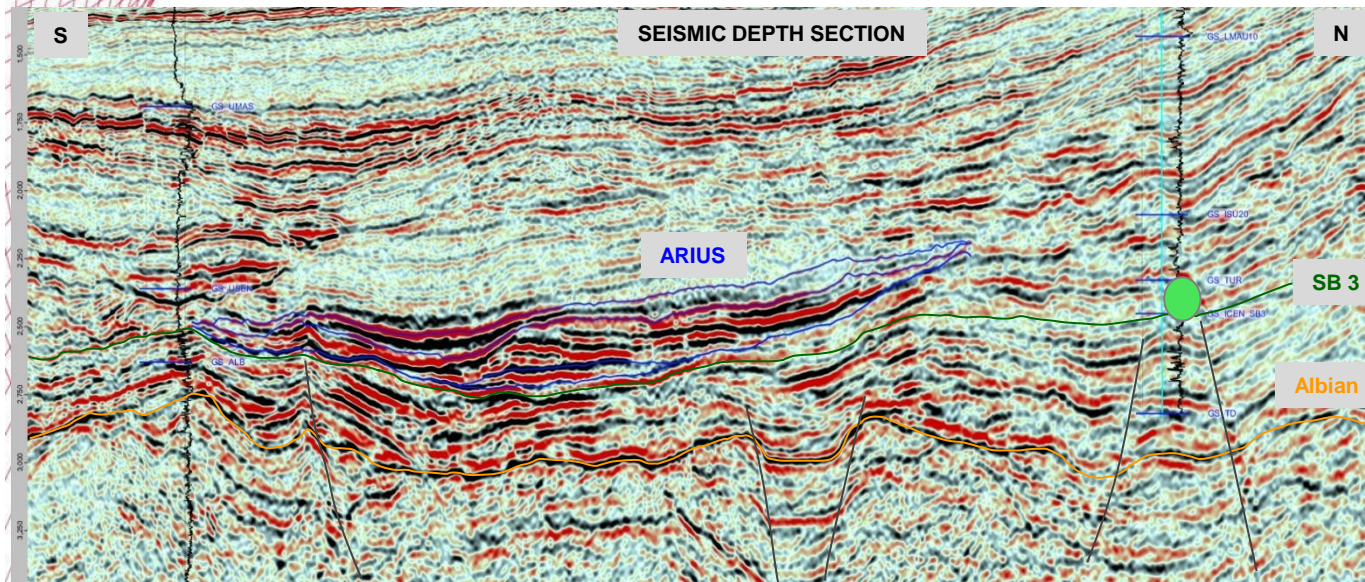 S
SEISMIC DEPTH SECTION
N
GS_LMAU10
1,500
GS_UMAS
1,750
2,000
GS_ISU20
ARIUS
2,250
GS_TUR
SB 3
GS_USEN
GS_ICEN_SB3
2,500
GS_ALB
2,750
Albian
GS_TD
3,000
3,250